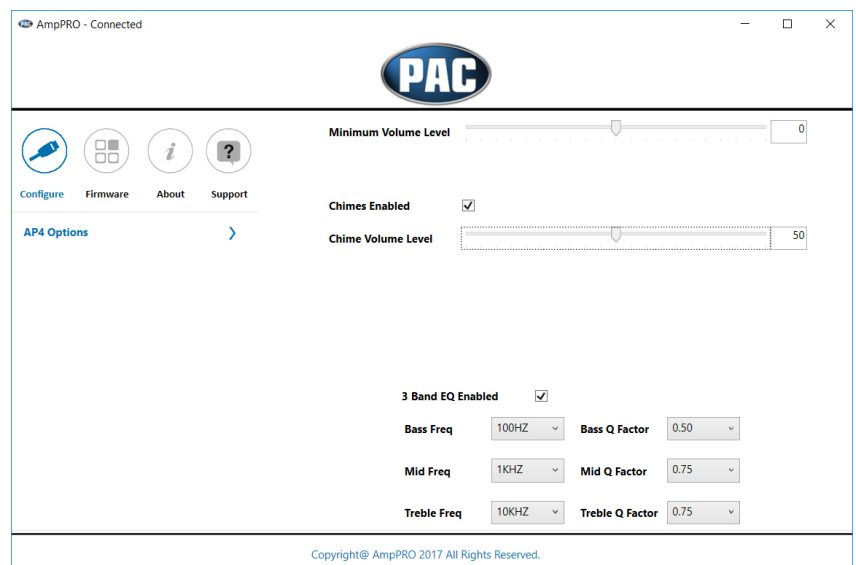 AmpPRO - Connected
PAC
Minimum Volume Level 0
Configure Firmware About Support
Chimes Enabled
AP4 Options
Chime Volume Level 50
3 Band EQ Enabled
Bass Freq 100HZ Bass Q Factor 0.50
Mid Freq 1KHZ Mid Q Factor 0.75
Treble Freq 10KHZ Treble Q Factor 0.75
Copyright@ AmpPRO 2017 All Rights Reserved.